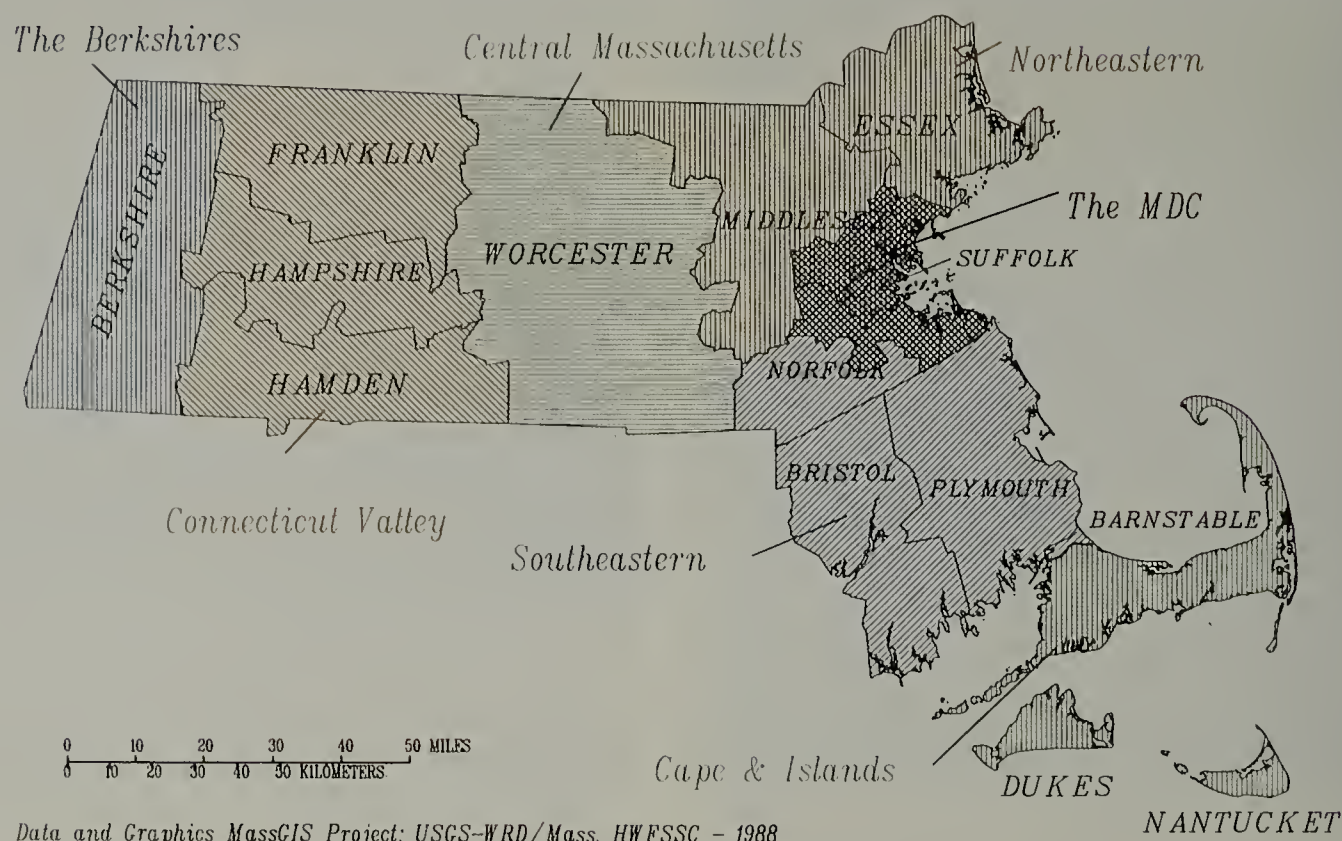 The Berkshires
Central Massachusetts
Northeastern
ESSEX
FRANKLIN
BERKSHIRE
MIDDLESE
The MDC
HAMPSHIRE
WORCESTER
SUFFOLK
HAMDEN
NORFOLK
BRISTOL
PLYMOUTH
BARNSTABLE
Connecticut Valley
Southeastern
0 10 20 30 40 50 MILES
0 10 20 30 40 50 KILOMETERS
Cape & Islands
DUKES
NANTUCKET
Data and Graphics MassGIS Project: USGS-WRD/Mass. HWFSSC - 1988